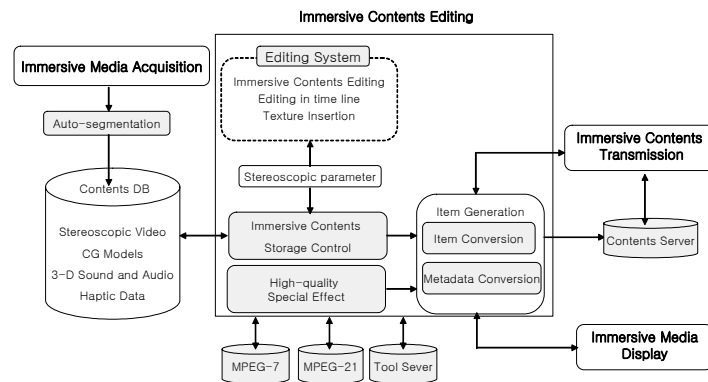 Immersive Contents Editing
Immersive Media Acquisition
Auto-segmentation
Contents DB
Stereoscopic Video
CG Models
3-D Sound and Audio
Haptic Data
Editing System
Immersive Contents Editing
Editing in time line
Texture Insertion
Stereoscopic parameter
Immersive Contents
Storage Control
High-quality
Special Effect
Item Generation
Item Conversion
Metadata Conversion
Immersive Contents
Transmission
Contents Server
Immersive Media
Display
MPEG-7
MPEG-21
Tool Sever